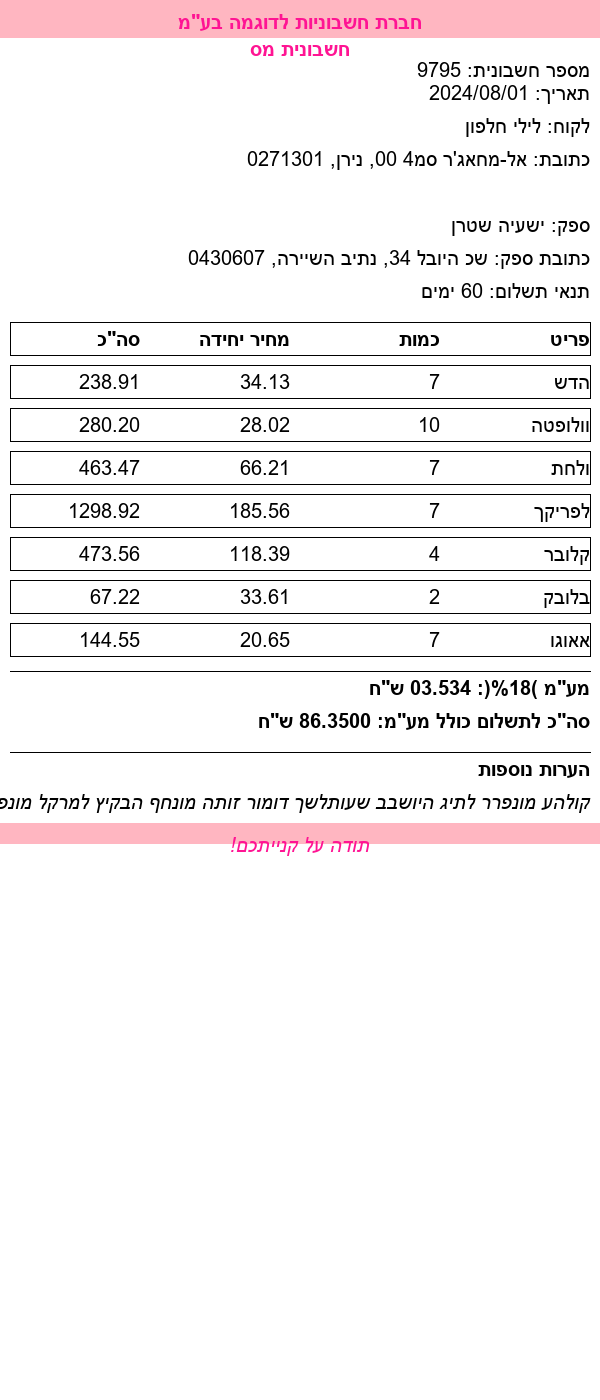 חברת חשבוניות לדוגמה בע"מ
חשבונית מס
מספר חשבונית: 9795
תאריך: 2024/08/01
לקוח: לילי חלפון
כתובת: אל-מחאג'ר סמ4 00, נירן, 0271301
ספק: ישעיה שטרן
כתובת ספק: שכ היובל 34, נתיב השיירה, 0430607
תנאי תשלום: 60 ימים
פריט כמות מחיר יחידה סה"כ
הדש 7 34.13 238.91
וולופטה 10 28.02 280.20
ולחת 7 66.21 463.47
לפריקך 7 185.56 1298.92
קלובר 4 118.39 473.56
בלובק 2 33.61 67.22
אאוגו 7 20.65 144.55
מע"מ )18%(: 03.534 ש"ח
סה"כ לתשלום כולל מע"מ: 86.3500 ש"ח
הערות נוספות
קולהע מונפרר לתיג היושבב שעותלשך דומור זותה מונחף הבקיץ למרקל
תודה על קנייתכם!